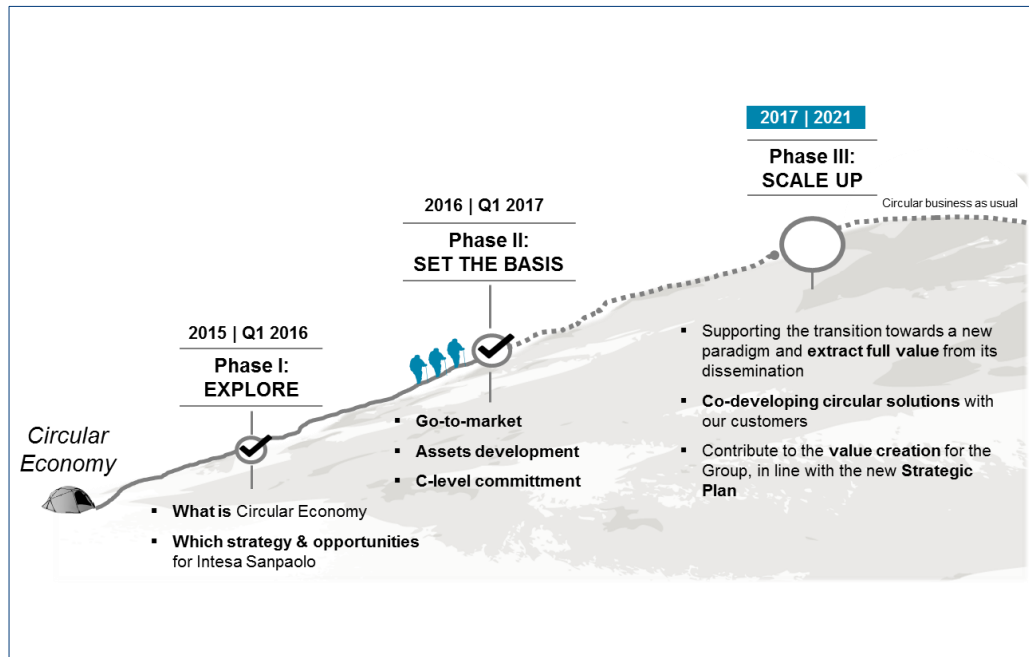 2017 | 2021
Phase III:
SCALE UP
Circular business as usual
2016 | Q1 2017
Phase II:
SET THE BASIS
2015 | Q1 2016
Phase I:
EXPLORE
Circular
Economy
▪ What is Circular Economy
▪ Which strategy & opportunities
for Intesa Sanpaolo
▪ Go-to-market
▪ Assets development
▪ C-level committment
▪ Supporting the transition towards a new
paradigm and extract full value from its
dissemination
▪ Co-developing circular solutions with
our customers
▪ Contribute to the value creation for the
Group, in line with the new Strategic
Plan